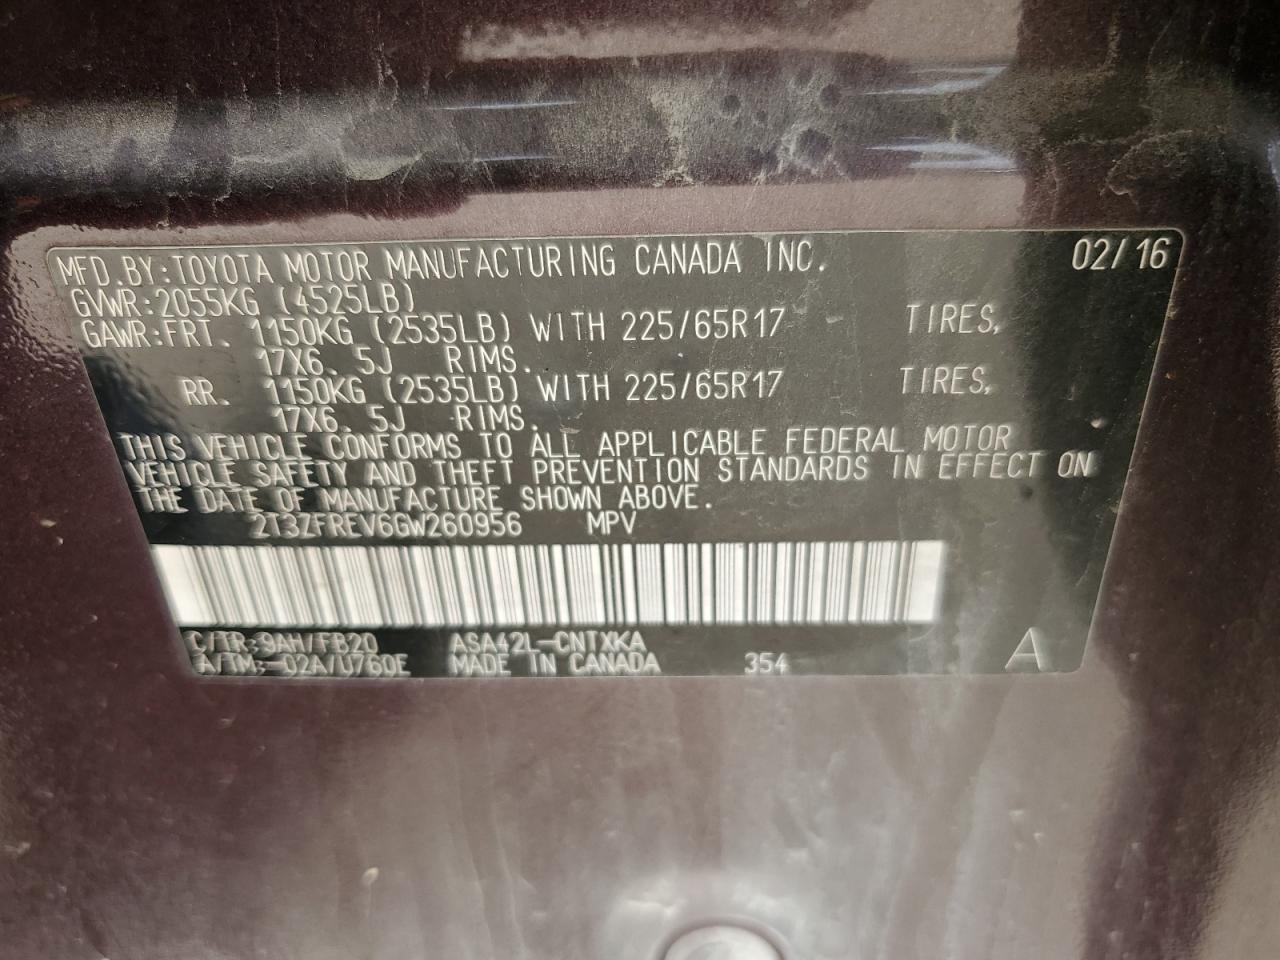 MFD.BY:TOYOTA MOTOR MANUFACTURING CANADA INC. 02/16
GVWR:2055KG (4525LB)
GAWR:FRT. 1150KG (2535LB) WITH 225/65R17 TIRES,
17X6.5J RIMS.
RR. 1150KG (2535LB) WITH 225/65R17 TIRES,
17X6.5J RIMS.
THIS VEHICLE CONFORMS TO ALL APPLICABLE FEDERAL MOTOR
VEHICLE SAFETY AND THEFT PREVENTION STANDARDS IN EFFECT ON
THE DATE OF MANUFACTURE SHOWN ABOVE.
2T3ZFREV6GW260956 MPV
C/TR:9AH/FB20 ASA42L-CNTXKA
A/TM:-02A/U760E MADE IN CANADA 354 A